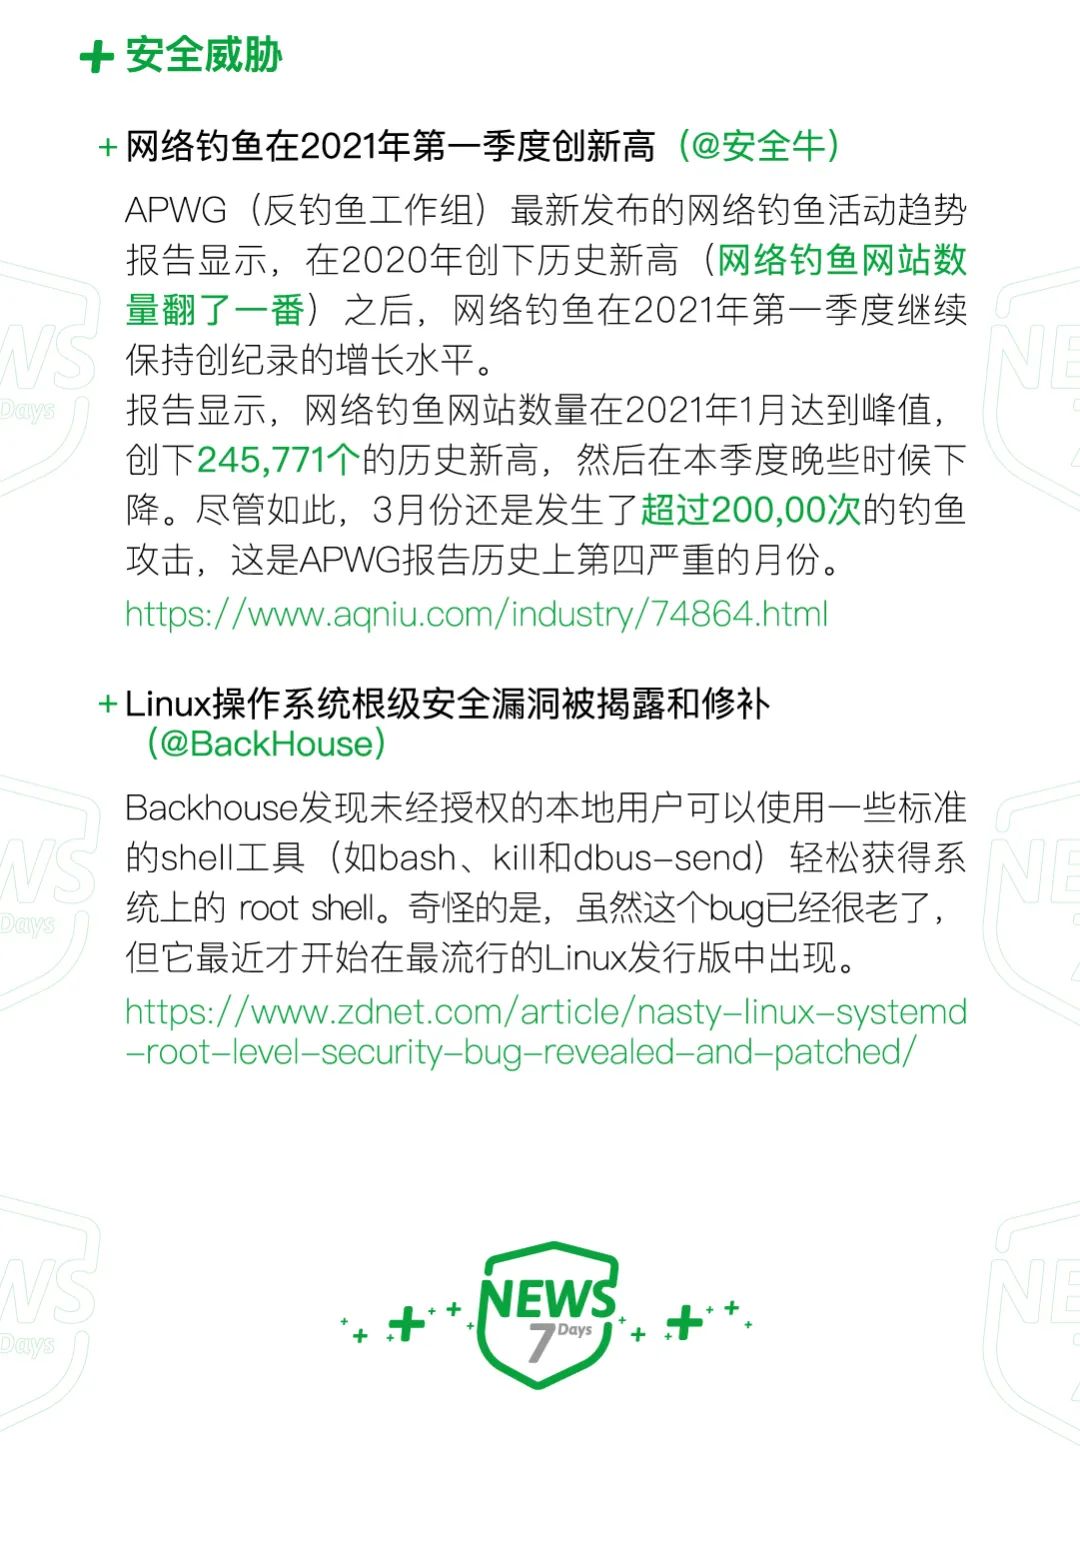 + 安全威胁
+ 网络钓鱼在2021年第一季度创新高（@安全牛）
APWG（反钓鱼工作组）最新发布的网络钓鱼活动趋势
报告显示，在2020年创下历史新高（网络钓鱼网站数
量翻了一番）之后，网络钓鱼在2021年第一季度继续
保持创纪录的增长水平。
报告显示，网络钓鱼网站数量在2021年1月达到峰值，
创下245,771个的历史新高，然后在本季度晚些时候下
降。尽管如此，3月份还是发生了超过200,00次的钓鱼
攻击，这是APWG报告历史上第四严重的月份。
https://www.aqniu.com/industry/74864.html
+ Linux操作系统根级安全漏洞被揭露和修补
（@BackHouse）
Backhouse发现未经授权的本地用户可以使用一些标准
的shell工具（如bash、kill和dbus-send）轻松获得系
统上的 root shell。奇怪的是，虽然这个bug已经很老了，
但它最近才开始在最流行的Linux发行版中出现。
https://www.zdnet.com/article/nasty-linux-systemd
-root-level-security-bug-revealed-and-patched/
NEWS
7 Days